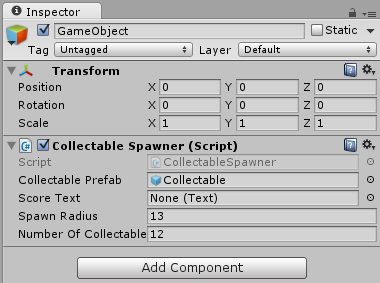 Inspector
GameObject Static
Tag Untagged Layer Default
Transform
Position X 0 Y 0 Z 0
Rotation X 0 Y 0 Z 0
Scale X 1 Y 1 Z 1
Collectable Spawner (Script)
Script CollectableSpawner
Collectable Prefab Collectable
Score Text None (Text)
Spawn Radius 13
Number Of Collectable 12
Add Component